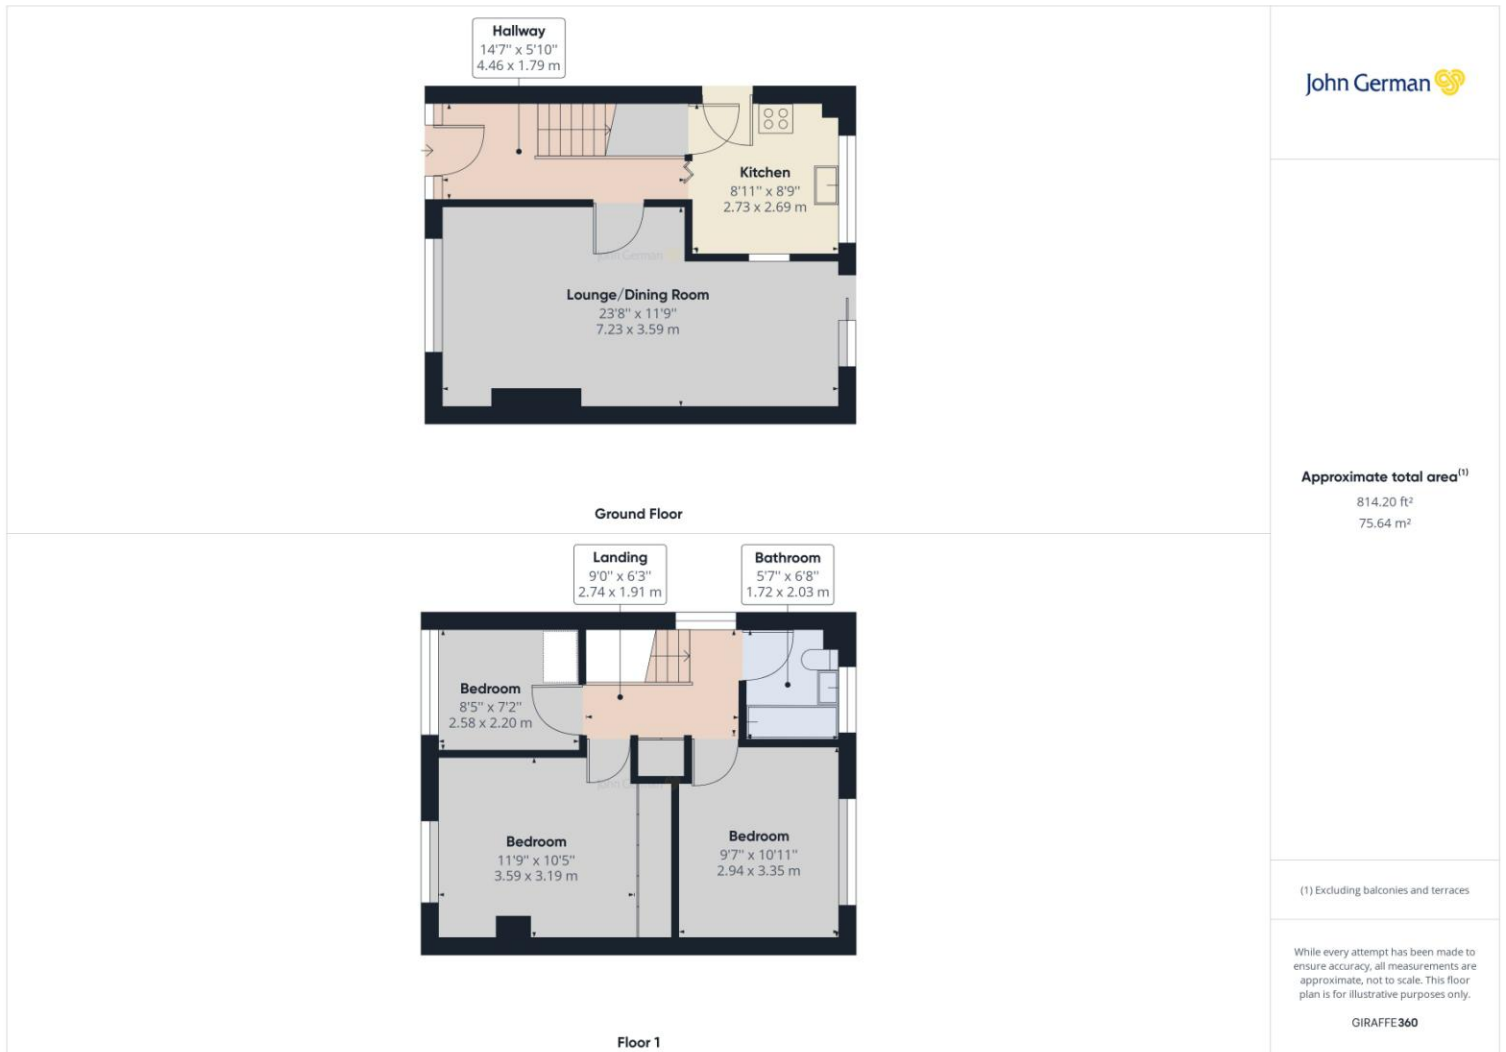 Hallway
14'7" x 5'10"
4.46 x 1.79 m
Kitchen
8'11" x 8'9"
2.73 x 2.69 m
John German
Lounge/Dining Room
23'8" x 11'9"
7.23 x 3.59 m
Ground Floor
Landing
9'0" x 6'3"
2.74 x 1.91 m
Bathroom
5'7" x 6'8"
1.72 x 2.03 m
Bedroom
8'5" x 7'2"
2.58 x 2.20 m
John German
Bedroom
11'9" x 10'5"
3.59 x 3.19 m
Bedroom
9'7" x 10'11"
2.94 x 3.35 m
Floor 1
John German
Approximate total area(1)
814.20 ft²
75.64 m²
(1) Excluding balconies and terraces
While every attempt has been made to
ensure accuracy, all measurements are
approximate, not to scale. This floor
plan is for illustrative purposes only.
GIRAFFE360